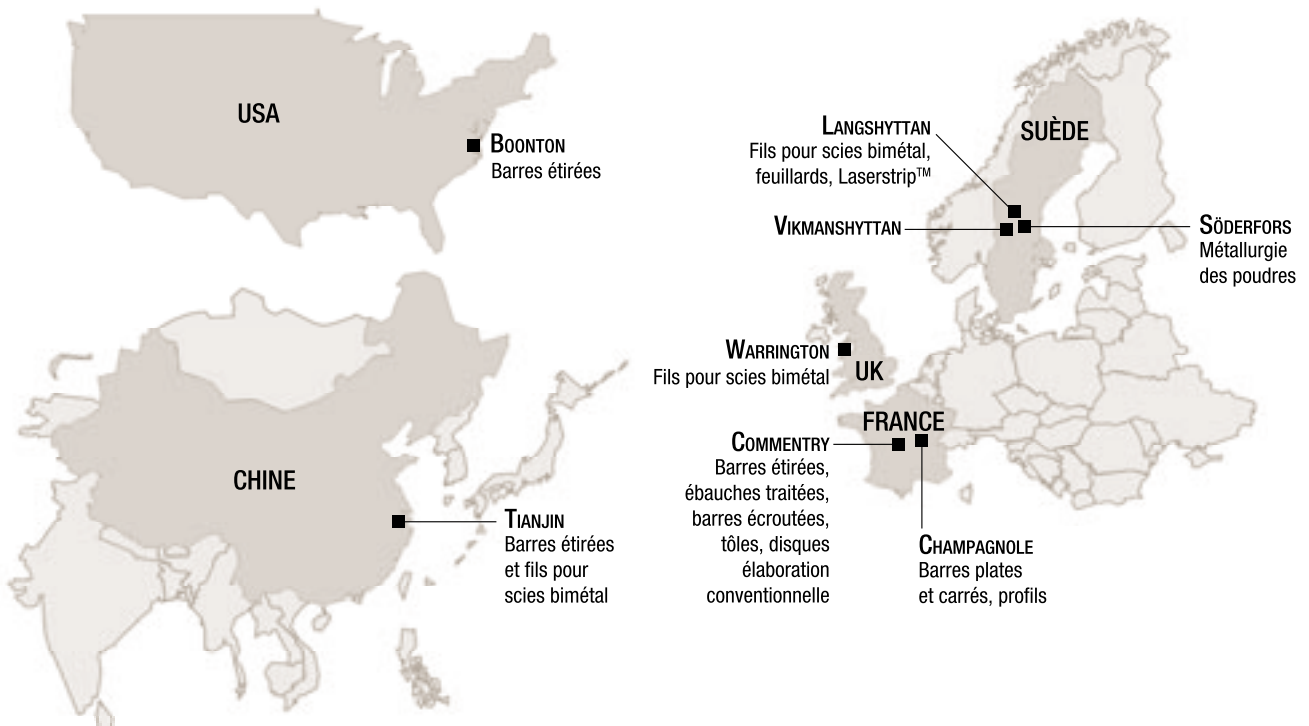 USA
BOONTON
Barres étirées
CHINE
TIANJIN
Barres étirées
et fils pour
scies bimétal
SUÈDE
LANGSHYTTAN
Fils pour scies bimétal,
feuillards, Laserstrip™
VIKMANSHYTTAN
SÖDERFORS
Métallurgie
des poudres
WARRINGTON
Fils pour scies bimétal
UK
FRANCE
COMMENTRY
Barres étirées,
ébauches traitées,
barres écroutées,
tôles, disques
élaboration
conventionnelle
CHAMPAGNOLE
Barres plates
et carrés, profils